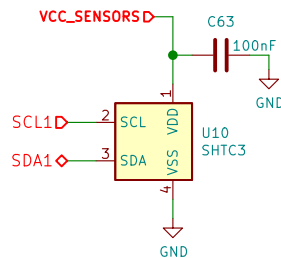 VCC_SENSORS
C63
100nF
GND
1
SCL1
2
SCL
VDD
U10
SHTC3
SDA1
3
SDA
VSS
4
GND